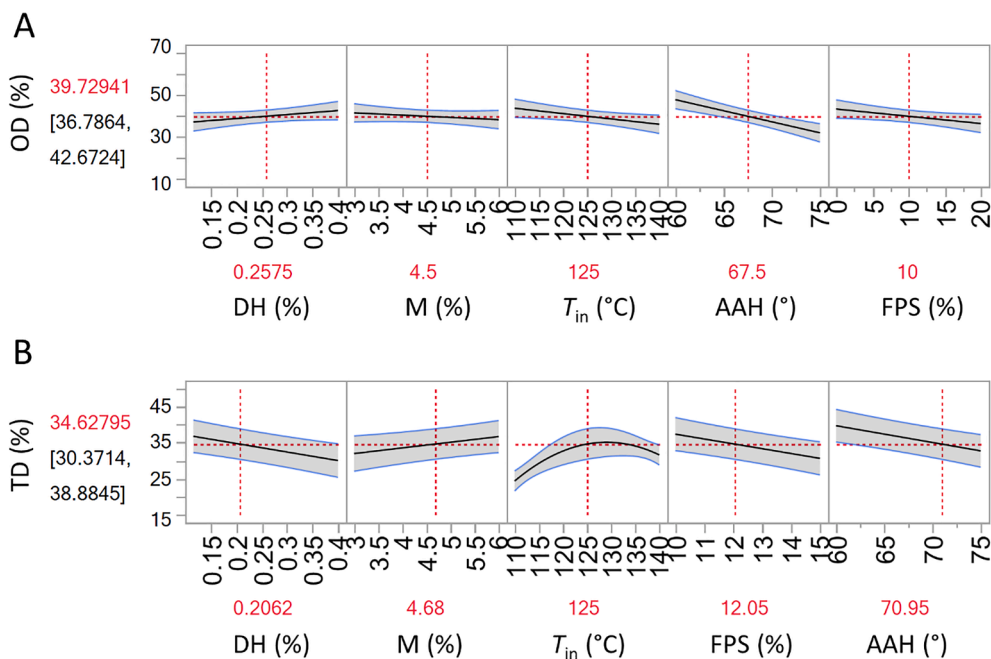 A
OD (%)
39.72941
[36.7864,
42.6724]
70
50
30
10
0.15 0.2 0.25 0.3 0.35 0.4 3 3.5 4 4.5 5 5.5 6 110 115 120 125 130 135 140 60 65 70 75 0 5 10 15 20
0.2575 4.5 125 67.5 10
DH (%) M (%) Tin (°C) AAH (°) FPS (%)
B
TD (%)
34.62795
[30.3714,
38.8845]
45
35
25
15
0.15 0.2 0.25 0.3 0.35 0.4 3 3.5 4 4.5 5 5.5 6 110 115 120 125 130 135 140 10 11 12 13 14 15 60 65 70 75
0.2062 4.68 125 12.05 70.95
DH (%) M (%) Tin (°C) FPS (%) AAH (°)